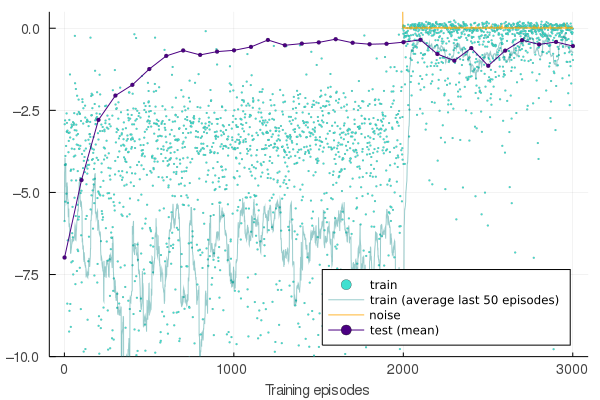 0.0
−2.5
−5.0
−7.5
−10.0
0
1000
2000
3000
Training episodes
train
train (average last 50 episodes)
noise
test (mean)